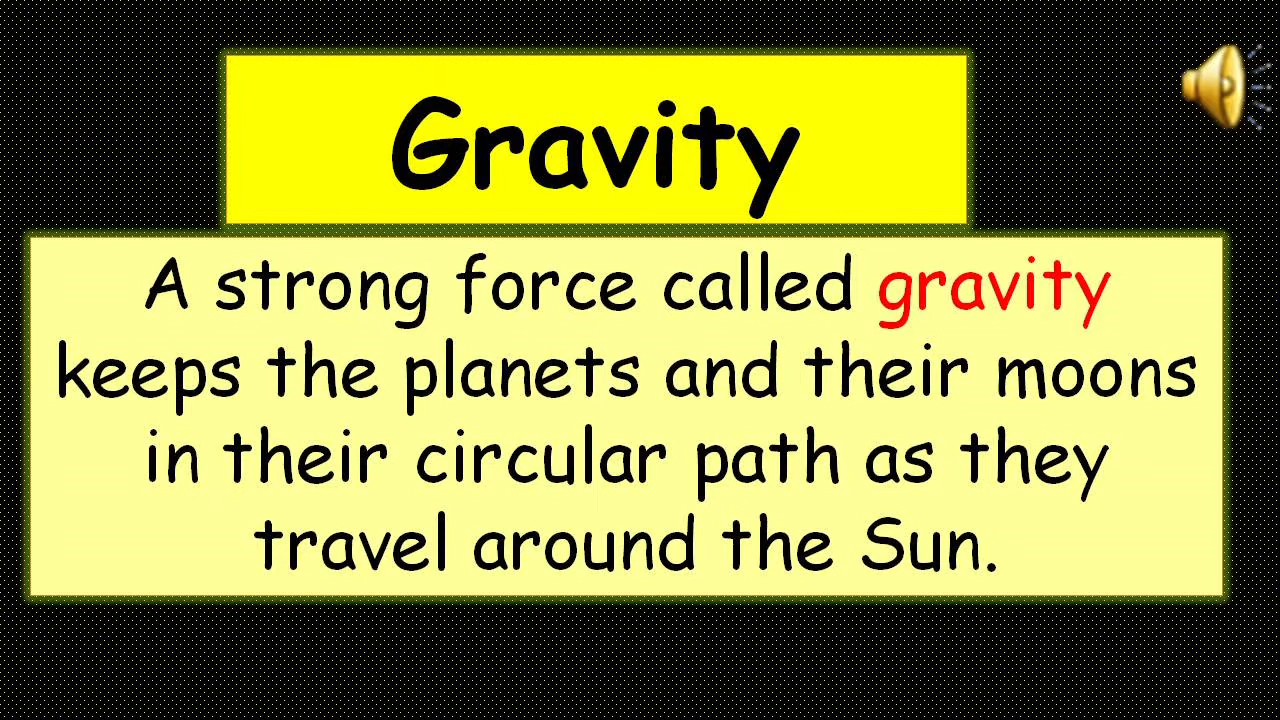 Gravity
A strong force called gravity
keeps the planets and their moons
in their circular path as they
travel around the Sun.